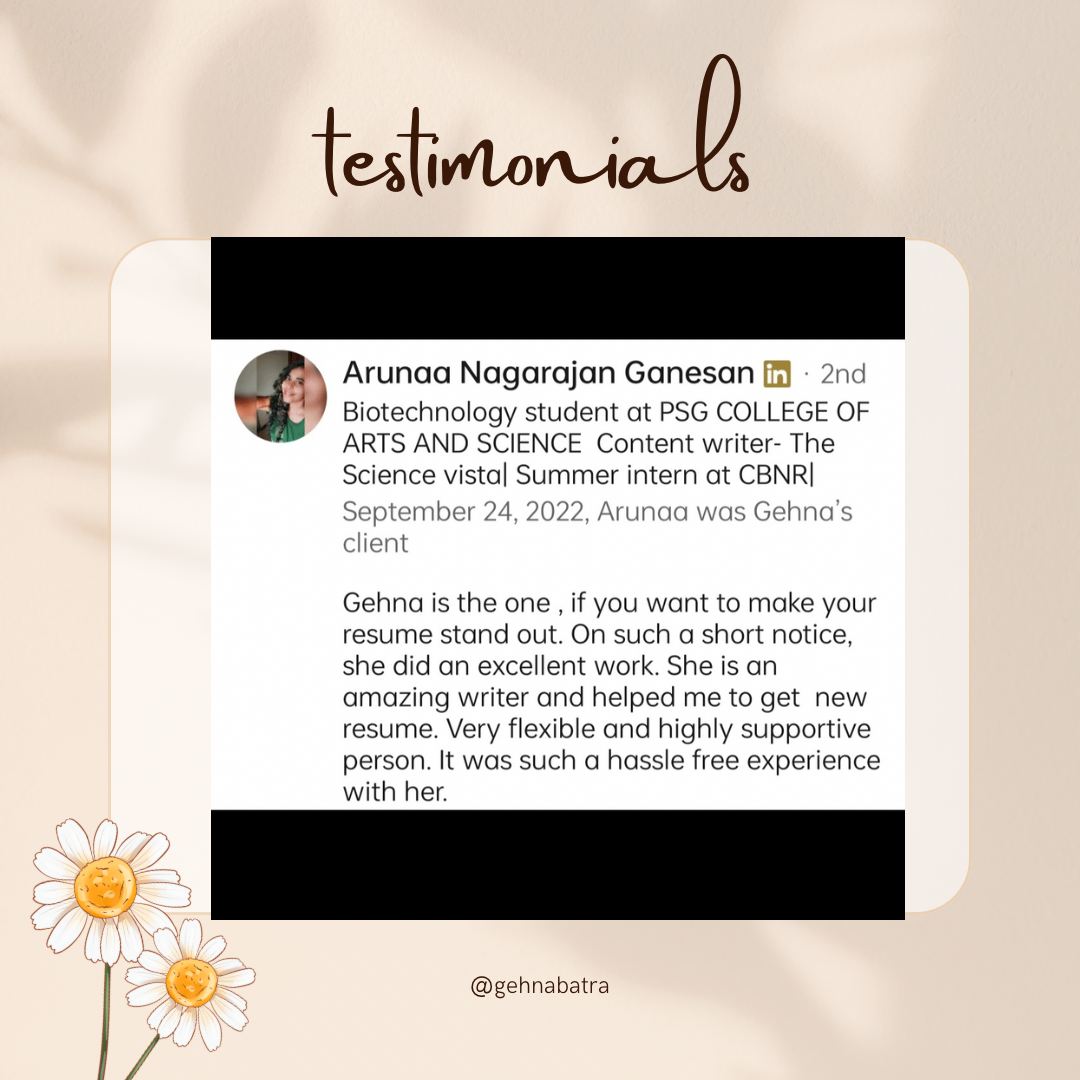 testimonials
Arunaa Nagarajan Ganesan in · 2nd
Biotechnology student at PSG COLLEGE OF
ARTS AND SCIENCE  Content writer- The
Science vista| Summer intern at CBNR|
September 24, 2022, Arunaa was Gehna’s
client
Gehna is the one , if you want to make your
resume stand out. On such a short notice,
she did an excellent work. She is an
amazing writer and helped me to get  new
resume. Very flexible and highly supportive
person. It was such a hassle free experience
with her.
@gehnabatra